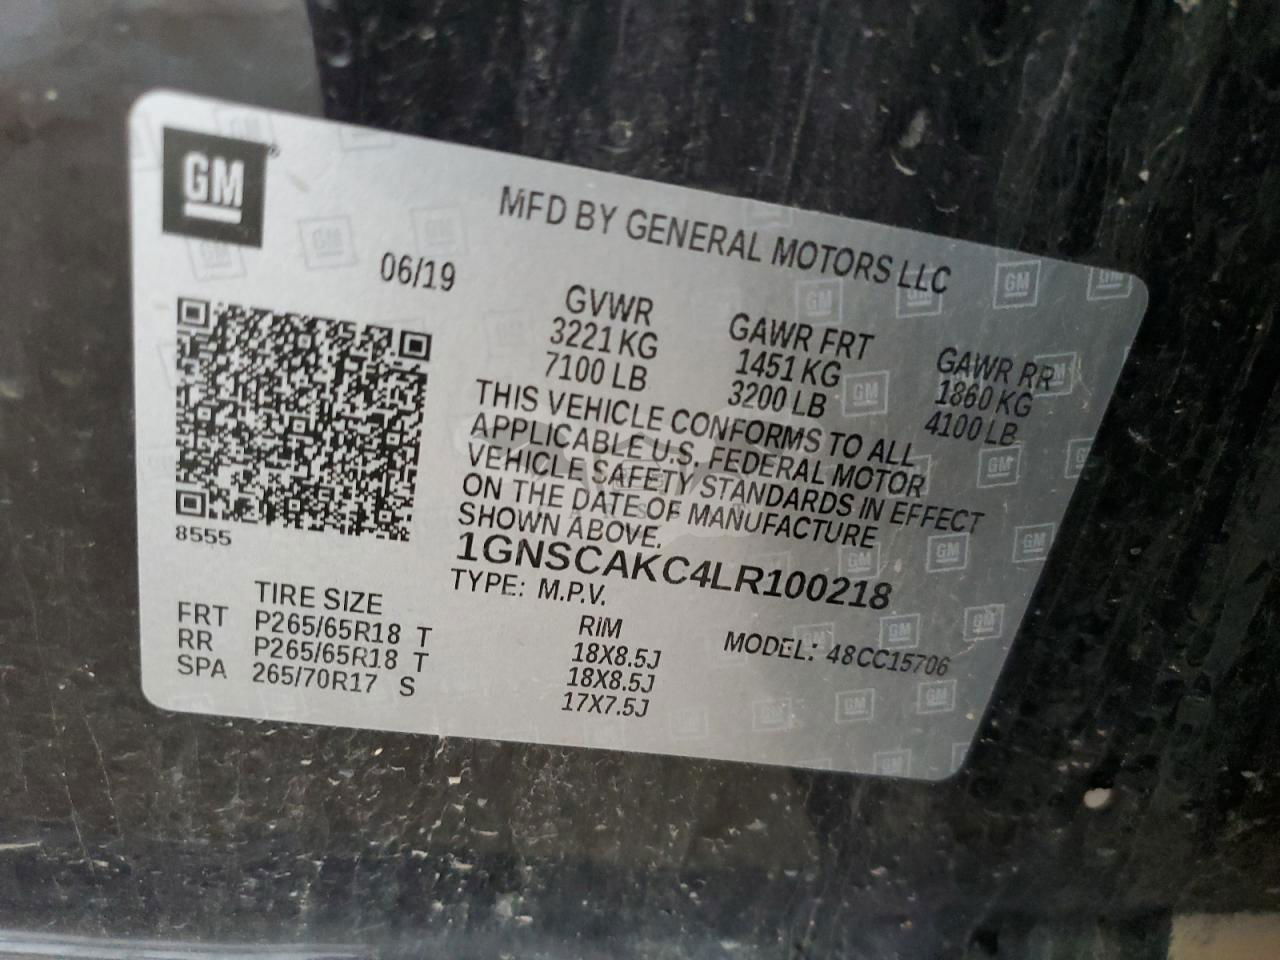 GM
MFD BY GENERAL MOTORS LLC
06/19
GVWR GAWR FRT GAWR RR
3221 KG 1451 KG 1860 KG
7100 LB 3200 LB 4100 LB
THIS VEHICLE CONFORMS TO ALL
APPLICABLE U.S. FEDERAL MOTOR
VEHICLE SAFETY STANDARDS IN EFFECT
ON THE DATE OF MANUFACTURE
SHOWN ABOVE.
8555
1GNSCAKC4LR100218
TYPE: M.P.V. MODEL: 48CC15706
TIRE SIZE RIM
FRT P265/65R18 T 18X8.5J
RR P265/65R18 T 18X8.5J
SPA 265/70R17 S 17X7.5J